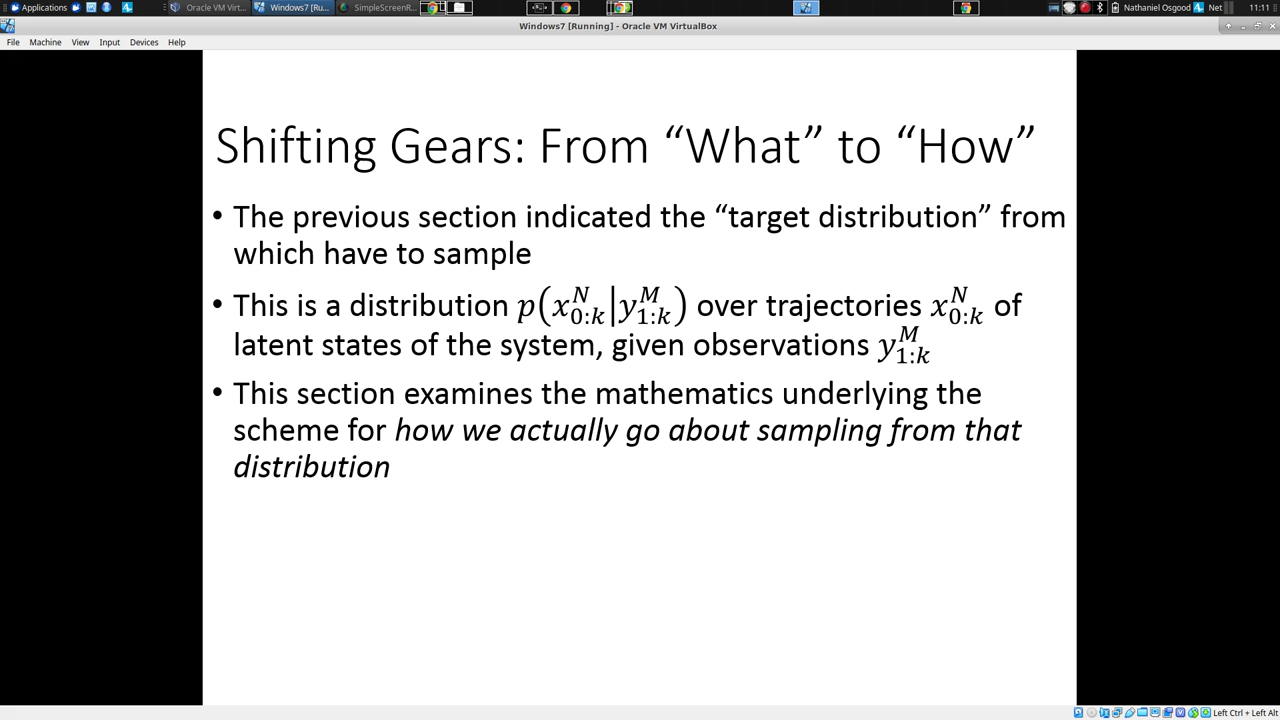 Applications
Oracle VM Virt...
Windows7 [Ru...
SimpleScreenR...
Nathaniel Osgood
Net
11:11
Windows7 [Running] - Oracle VM VirtualBox
File Machine View Input Devices Help
Shifting Gears: From “What” to “How”
• The previous section indicated the “target distribution” from
which have to sample
• This is a distribution $p(x_{0:k}^{N}|y_{1:k}^{M})$ over trajectories $x_{0:k}^{N}$ of
latent states of the system, given observations $y_{1:k}^{M}$
• This section examines the mathematics underlying the
scheme for how we actually go about sampling from that
distribution
Left Ctrl + Left Alt